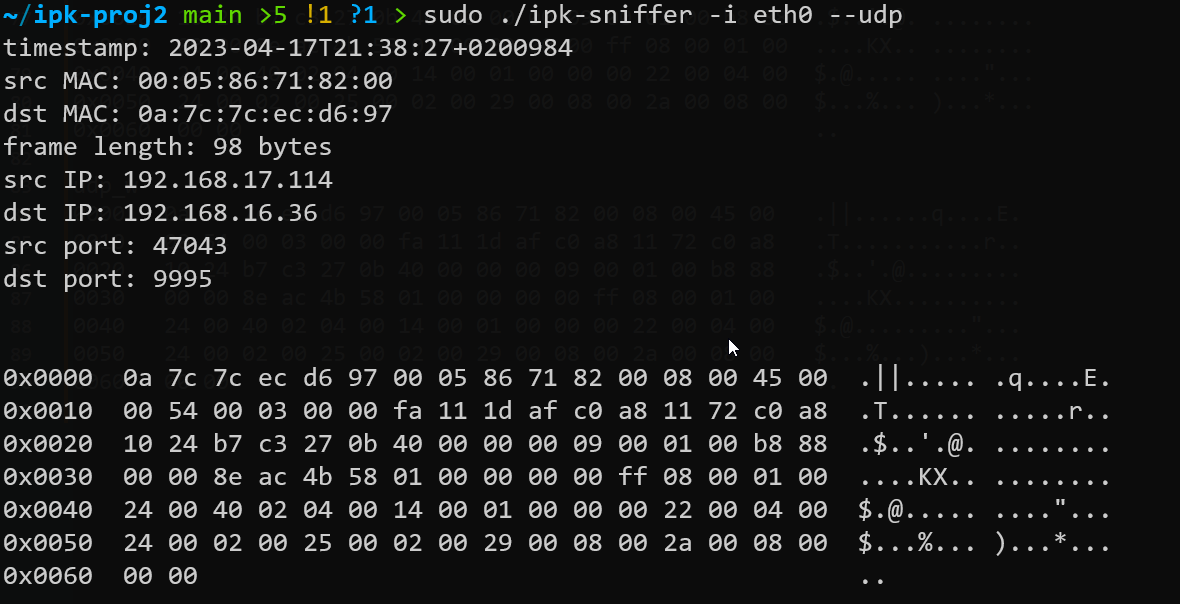 ~/ipk-proj2 main >5 !1 ?1 > sudo ./ipk-sniffer -i eth0 --udp
timestamp: 2023-04-17T21:38:27+0200984
src MAC: 00:05:86:71:82:00
dst MAC: 0a:7c:7c:ec:d6:97
frame length: 98 bytes
src IP: 192.168.17.114
dst IP: 192.168.16.36
src port: 47043
dst port: 9995
0x0000  0a 7c 7c ec d6 97 00 05 86 71 82 00 08 00 45 00  .||..... .q....E.
0x0010  00 54 00 03 00 00 fa 11 1d af c0 a8 11 72 c0 a8  .T...... .....r..
0x0020  10 24 b7 c3 27 0b 40 00 00 00 09 00 01 00 b8 88  .$..'.@. ........
0x0030  00 00 8e ac 4b 58 01 00 00 00 00 ff 08 00 01 00  ....KX.. ........
0x0040  24 00 40 02 04 00 14 00 01 00 00 00 22 00 04 00  $.@..... ...."...
0x0050  24 00 02 00 25 00 02 00 29 00 08 00 2a 00 08 00  $...%... )...*...
0x0060  00 00                                            ..